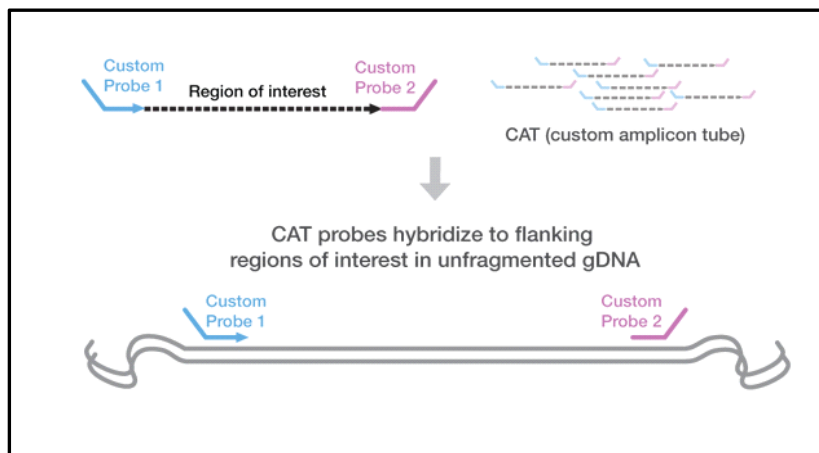 Custom
Probe 1
Region of interest
Custom
Probe 2
CAT (custom amplicon tube)
CAT probes hybridize to flanking
regions of interest in unfragmented gDNA
Custom
Probe 1
Custom
Probe 2